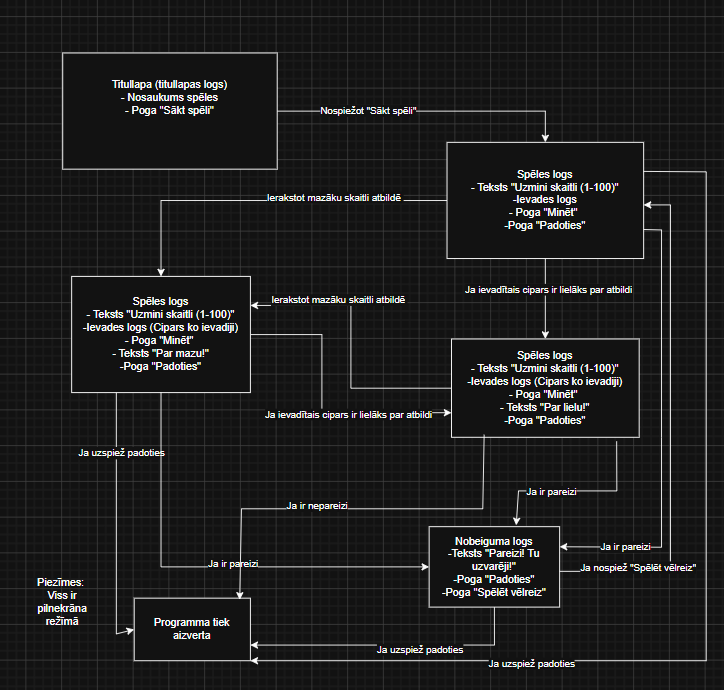 Titullapa (titullapas logs)
- Nosaukums spēles
- Poga "Sākt spēli"
Nospiežot "Sākt spēli"
Spēles logs
- Teksts "Uzmini skaitli (1-100)"
-Ievades logs
- Poga "Minēt"
-Poga "Padoties"
Ierakstot mazāku skaitli atbildē
Ja ievadītais cipars ir lielāks par atbildi
Spēles logs
- Teksts "Uzmini skaitli (1-100)"
-Ievades logs (Cipars ko ievadiji)
- Poga "Minēt"
- Teksts "Par mazu!"
-Poga "Padoties"
Ierakstot mazāku skaitli atbildē
Spēles logs
- Teksts "Uzmini skaitli (1-100)"
-Ievades logs (Cipars ko ievadiji)
- Poga "Minēt"
- Teksts "Par lielu!"
-Poga "Padoties"
Ja ievadītais cipars ir lielāks par atbildi
Ja uzspiež padoties
Ja ir pareizi
Ja ir nepareizi
Nobeiguma logs
-Teksts "Pareizi! Tu
uzvarēji!"
-Poga "Padoties"
-Poga "Spēlēt vēlreiz"
Ja ir pareizi
Ja ir pareizi
Ja nospiež "Spēlēt vēlreiz"
Piezīmes:
Viss ir
pilnekrāna
režīmā
Programma tiek
aizverta
Ja uzspiež padoties
Ja uzspiež padoties